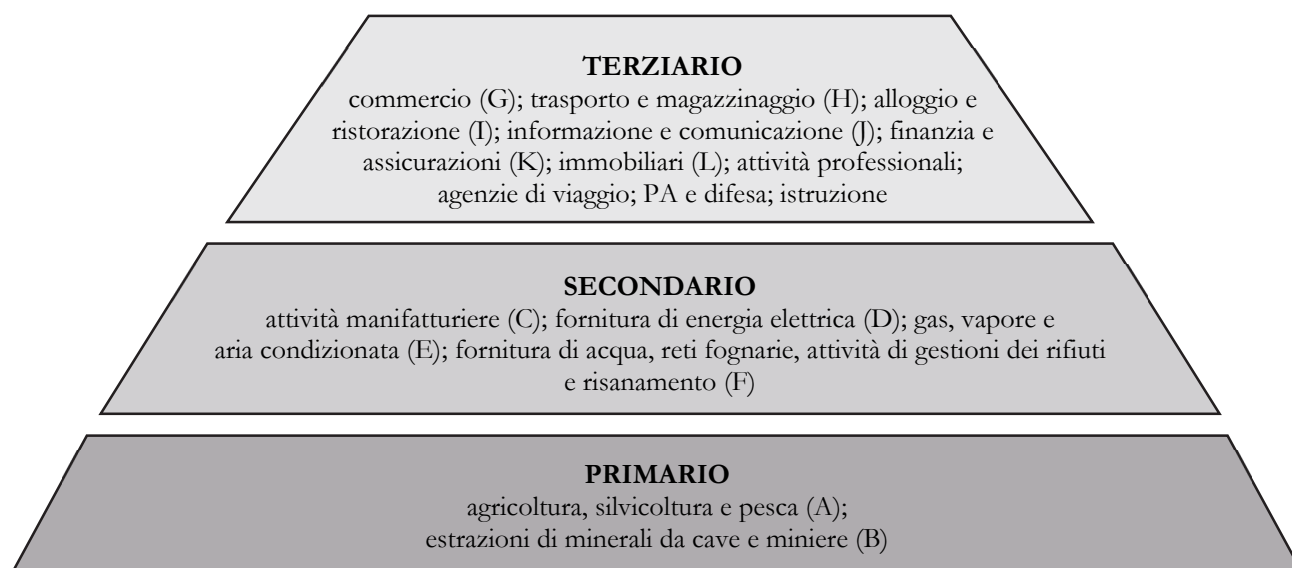 TERZIARIO
commercio (G); trasporto e magazzinaggio (H); alloggio e
ristorazione (I); informazione e comunicazione (J); finanzia e
assicurazioni (K); immobiliari (L); attività professionali;
agenzie di viaggio; PA e difesa; istruzione
SECONDARIO
attività manifatturiere (C); fornitura di energia elettrica (D); gas, vapore e
aria condizionata (E); fornitura di acqua, reti fognarie, attività di gestioni dei rifiuti
e risanamento (F)
PRIMARIO
agricoltura, silvicoltura e pesca (A);
estrazioni di minerali da cave e miniere (B)